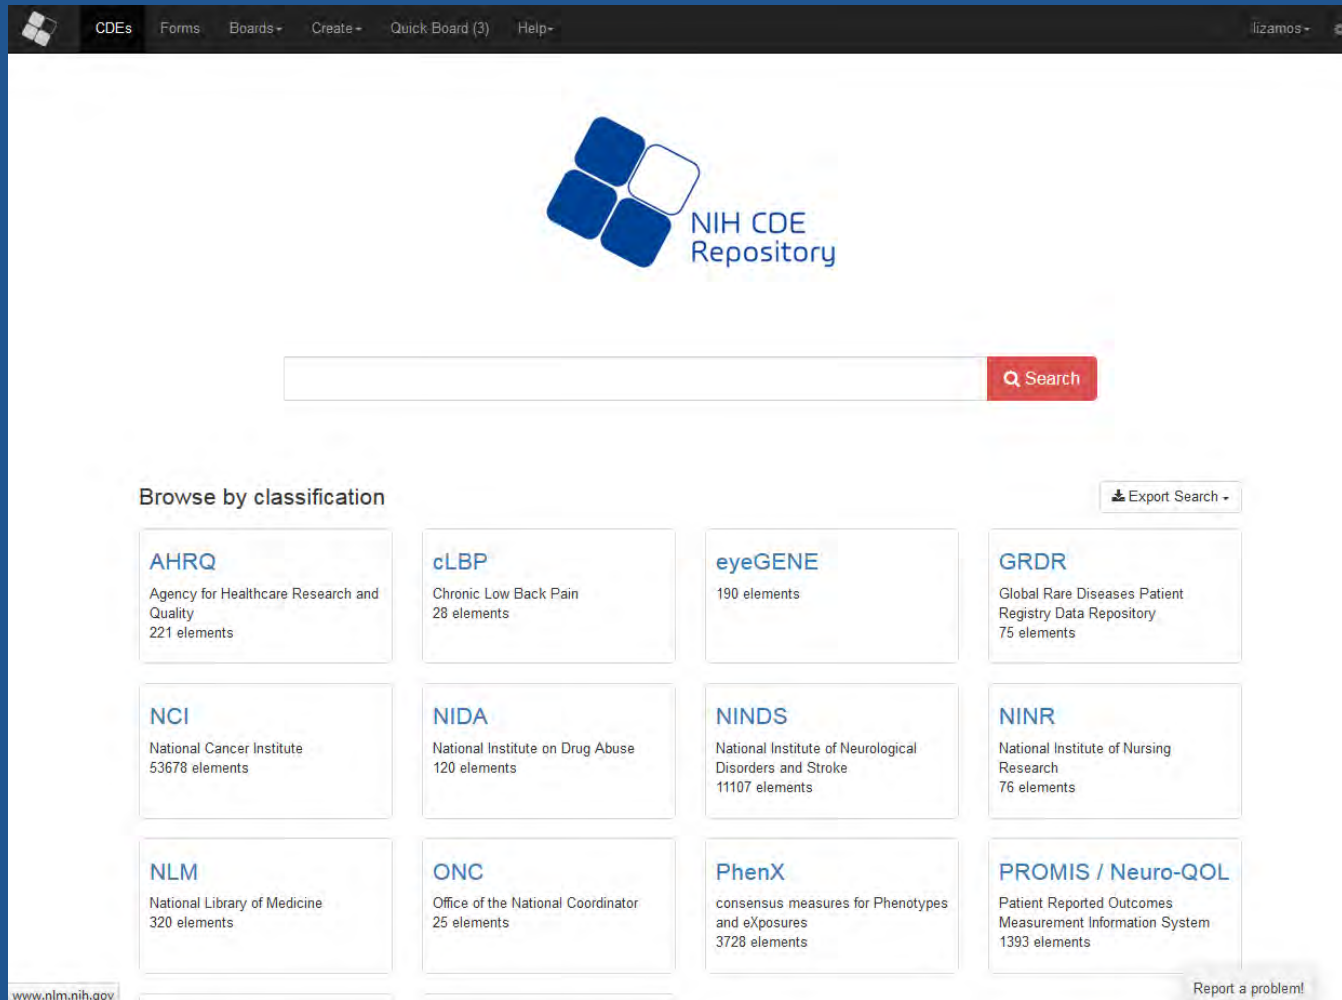 CDEs Forms Boards Create Quick Board (3) Help lizamos
NIH CDE
Repository
Search
Browse by classification
Export Search
AHRQ
Agency for Healthcare Research and
Quality
221 elements
cLBP
Chronic Low Back Pain
28 elements
eyeGENE
190 elements
GRDR
Global Rare Diseases Patient
Registry Data Repository
75 elements
NCI
National Cancer Institute
53678 elements
NIDA
National Institute on Drug Abuse
120 elements
NINDS
National Institute of Neurological
Disorders and Stroke
11107 elements
NINR
National Institute of Nursing
Research
76 elements
NLM
National Library of Medicine
320 elements
ONC
Office of the National Coordinator
25 elements
PhenX
consensus measures for Phenotypes
and eXposures
3728 elements
PROMIS / Neuro-QOL
Patient Reported Outcomes
Measurement Information System
1393 elements
www.nlm.nih.gov
Report a problem!